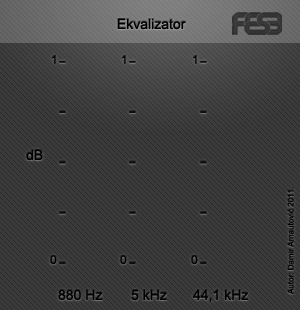 Ekvalizator
FESB
1 1 1
dB
0 0 0
880 Hz 5 kHz 44,1 kHz
Autor: Damir Arnautović 2011